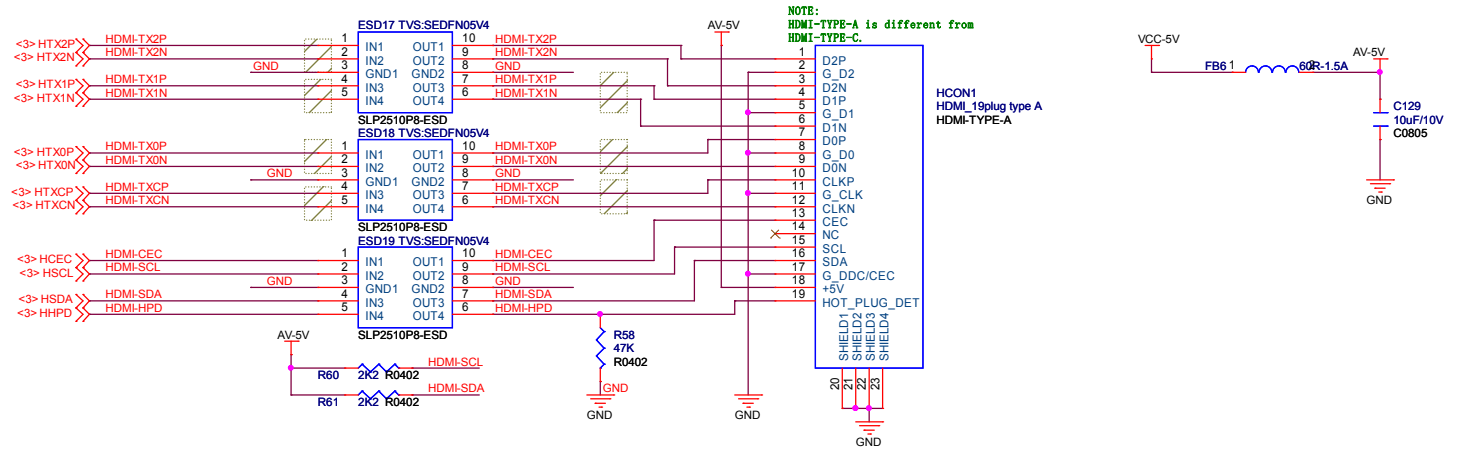 NOTE:
HDMI-TYPE-A is different from
HDMI-TYPE-C.
ESD17 TVS:SEDFN05V4
<3> HTX2P HDMI-TX2P 1 IN1 OUT1 10 HDMI-TX2P
<3> HTX2N HDMI-TX2N 2 IN2 OUT2 9 HDMI-TX2N
GND 3 GND1 GND2 8 GND
<3> HTX1P HDMI-TX1P 4 IN3 OUT3 7 HDMI-TX1P
<3> HTX1N HDMI-TX1N 5 IN4 OUT4 6 HDMI-TX1N
SLP2510P8-ESD
ESD18 TVS:SEDFN05V4
<3> HTX0P HDMI-TX0P 1 IN1 OUT1 10 HDMI-TX0P
<3> HTX0N HDMI-TX0N 2 IN2 OUT2 9 HDMI-TX0N
GND 3 GND1 GND2 8 GND
<3> HTXCP HDMI-TXCP 4 IN3 OUT3 7 HDMI-TXCP
<3> HTXCN HDMI-TXCN 5 IN4 OUT4 6 HDMI-TXCN
SLP2510P8-ESD
ESD19 TVS:SEDFN05V4
<3> HCEC HDMI-CEC 1 IN1 OUT1 10 HDMI-CEC
<3> HSCL HDMI-SCL 2 IN2 OUT2 9 HDMI-SCL
GND 3 GND1 GND2 8 GND
<3> HSDA HDMI-SDA 4 IN3 OUT3 7 HDMI-SDA
<3> HHPD HDMI-HPD 5 IN4 OUT4 6 HDMI-HPD
SLP2510P8-ESD
AV-5V
R60 2K2 R0402 HDMI-SCL
R61 2K2 R0402 HDMI-SDA
R58
47K
R0402
GND
GND
AV-5V
GND
1 D2P
2 G_D2
3 D2N
4 D1P
5 G_D1
6 D1N
7 D0P
8 G_D0
9 D0N
10 CLKP
11 G_CLK
12 CLKN
13 CEC
14 NC
15 SCL
16 SDA
17 G_DDC/CEC
18 +5V
19 HOT_PLUG_DET
SHIELD1
SHIELD2
SHIELD3
SHIELD4
20
21
22
23
GND
HCON1
HDMI_19plug type A
HDMI-TYPE-A
VCC-5V
AV-5V
FB6 1 2 60R-1.5A
C129
10uF/10V
C0805
GND